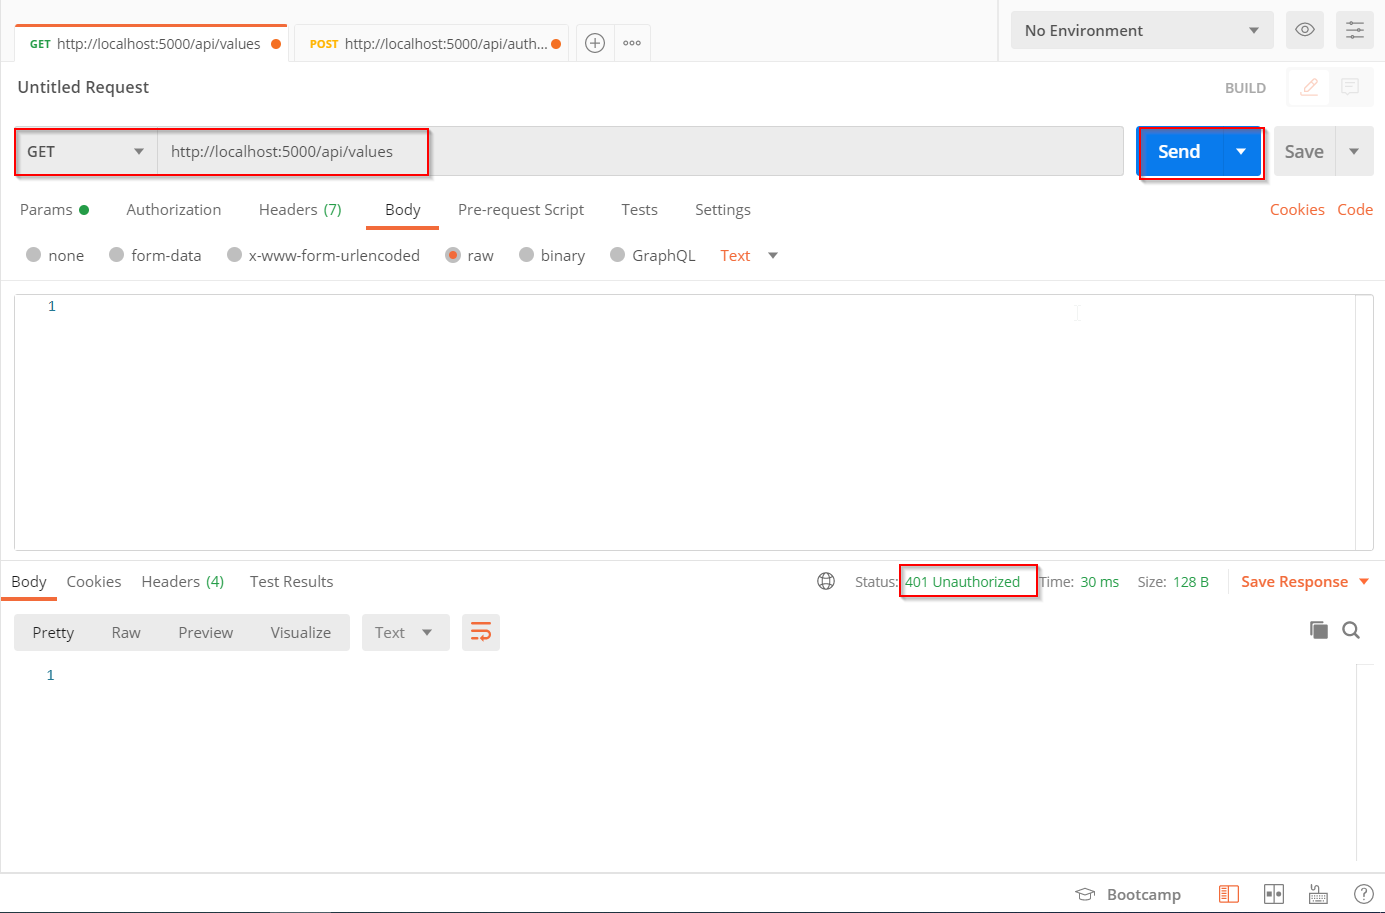 GET http://localhost:5000/api/values
POST http://localhost:5000/api/auth...
No Environment
Untitled Request
BUILD
GET http://localhost:5000/api/values
Send
Save
Params Authorization Headers (7) Body Pre-request Script Tests Settings Cookies Code
none form-data x-www-form-urlencoded raw binary GraphQL Text
1
Body Cookies Headers (4) Test Results Status: 401 Unauthorized Time: 30 ms Size: 128 B Save Response
Pretty Raw Preview Visualize Text
1
Bootcamp